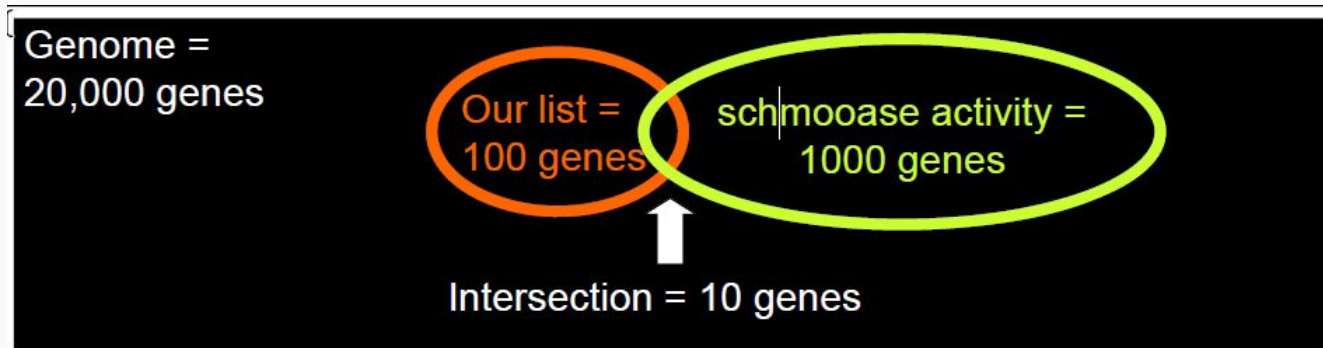 Genome =
20,000 genes
Our list =
100 genes
schmooase activity =
1000 genes
Intersection = 10 genes